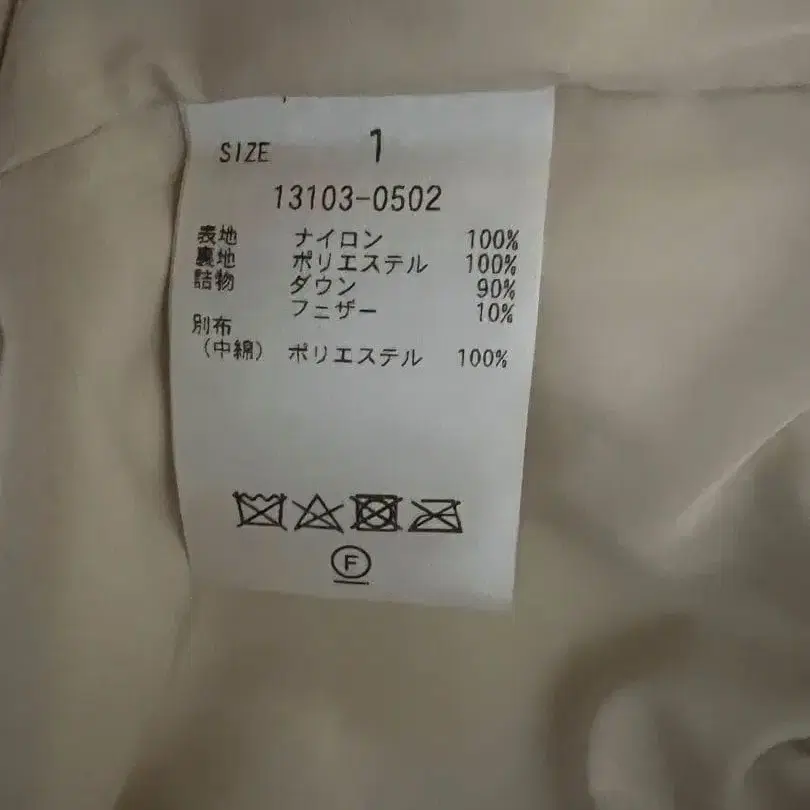 SIZE 1
13103-0502
表地 ナイロン 100%
裏地 ポリエステル 100%
詰物 ダウン 90%
フェザー 10%
別布
(中綿) ポリエステル 100%
F